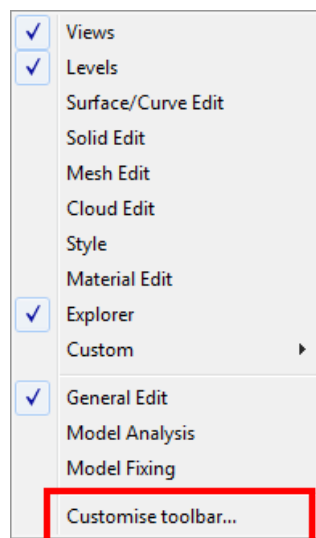 Views
Levels
Surface/Curve Edit
Solid Edit
Mesh Edit
Cloud Edit
Style
Material Edit
Explorer
Custom
General Edit
Model Analysis
Model Fixing
Customise toolbar...